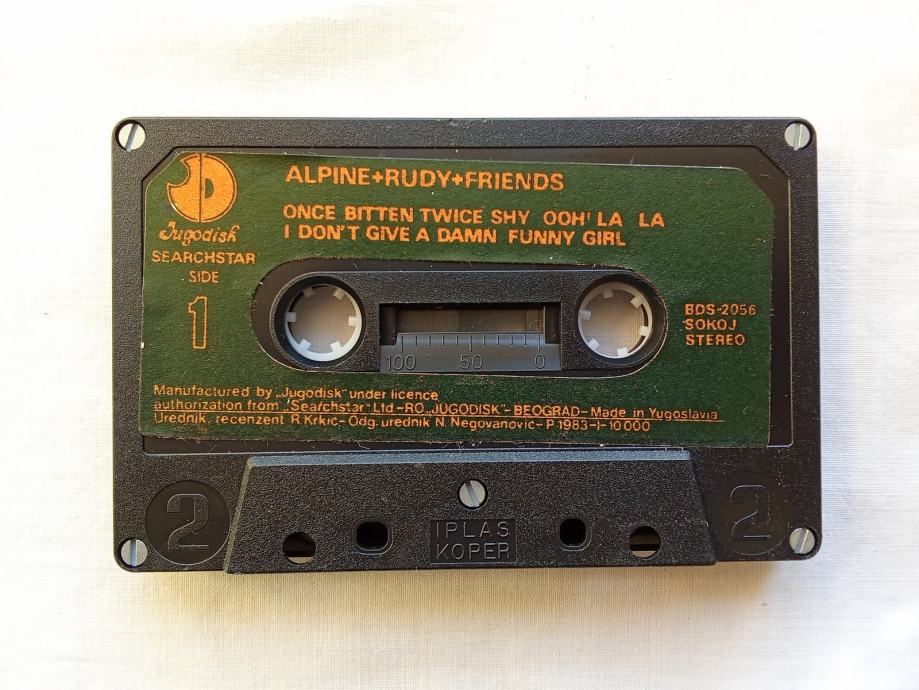 ALPINE+RUDY+FRIENDS
ONCE BITTEN TWICE SHY OOH! LA LA
I DON'T GIVE A DAMN FUNNY GIRL
JD
Jugodisk
SEARCHSTAR
SIDE
1
BDS-2056
SOKOJ
STEREO
100 50 0
Manufactured by „Jugodisk" under licence
authorization from „Searchstar" Ltd - RO „JUGODISK" - BEOGRAD - Made in Yugoslavia
Urednik, recenzent R. Krkic - Odg. urednik N. Negovanovic - P 1983 - I - 10 000
2
2
IPLAS
KOPER